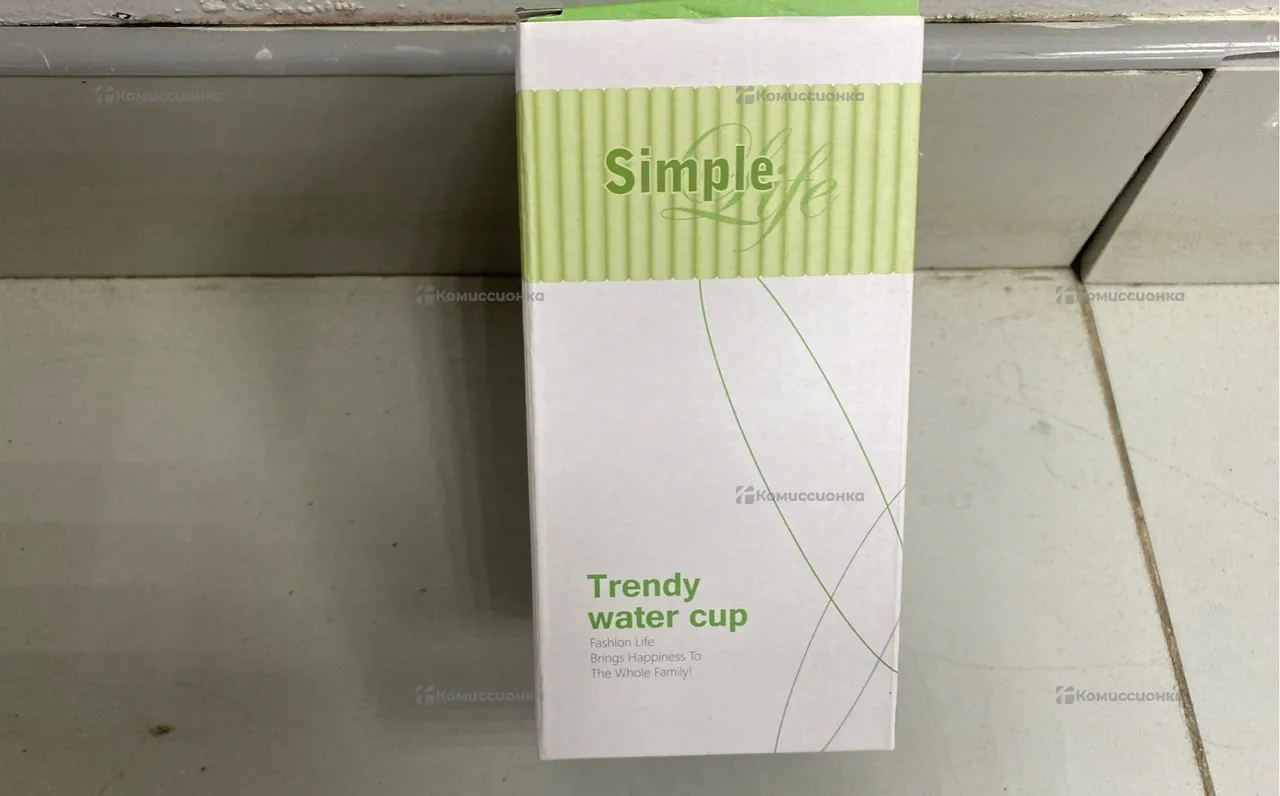 Комиссионка
Комиссионка
Simple
Life
Комиссионка
Комиссионка
Комиссионка
Trendy
water cup
Fashion Life
Brings Happiness To
The Whole Family!
Комиссионка
Комиссионка